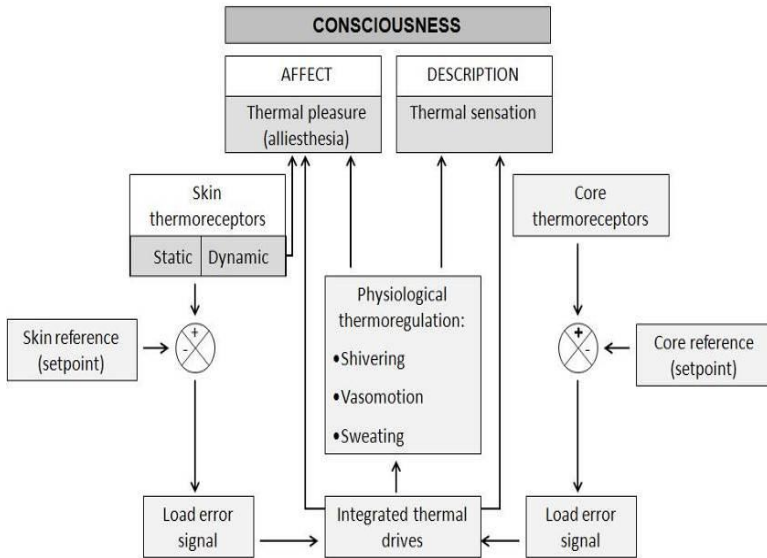 CONSCIOUSNESS
AFFECT
Thermal pleasure
(alliesthesia)
DESCRIPTION
Thermal sensation
Skin
thermoreceptors
Static
Dynamic
Core
thermoreceptors
Skin reference
(setpoint)
+
-
Physiological
thermoregulation:
•Shivering
•Vasomotion
•Sweating
+
-
Core reference
(setpoint)
Load error
signal
Integrated thermal
drives
Load error
signal